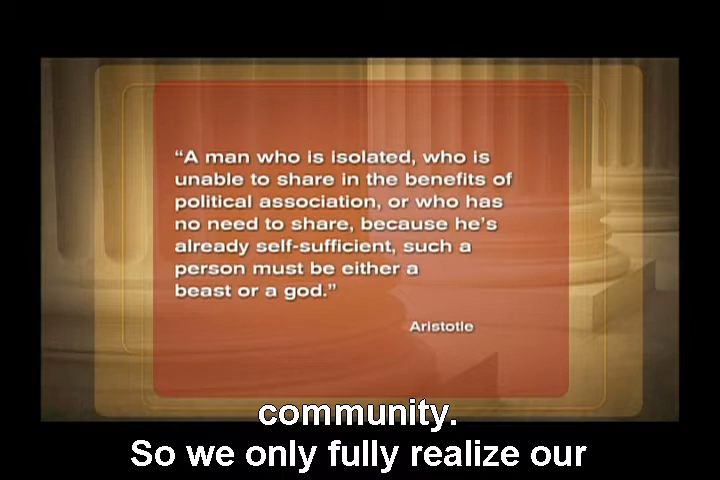 “A man who is isolated, who is
unable to share in the benefits of
political association, or who has
no need to share, because he’s
already self-sufficient, such a
person must be either a
beast or a god.”
Aristotle
community.
So we only fully realize our